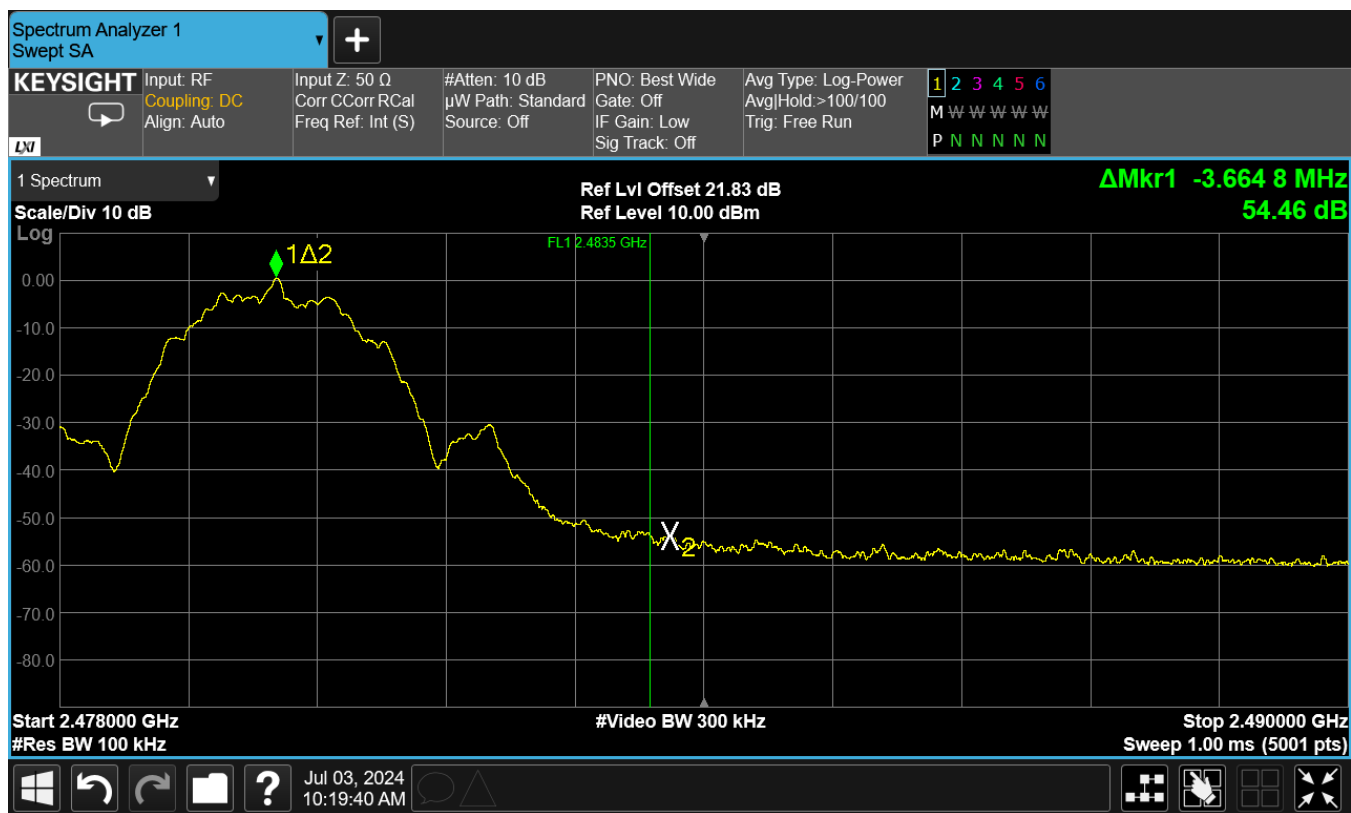 Spectrum Analyzer 1
Swept SA
KEYSIGHT
LXI
Input: RF
Coupling: DC
Align: Auto
Input Z: 50 Ω
Corr CCorr RCal
Freq Ref: Int (S)
#Atten: 10 dB
µW Path: Standard
Source: Off
PNO: Best Wide
Gate: Off
IF Gain: Low
Sig Track: Off
Avg Type: Log-Power
Avg|Hold:>100/100
Trig: Free Run
1 2 3 4 5 6
M W W W W W
P N N N N N
1 Spectrum
Scale/Div 10 dB
Log
Ref Lvl Offset 21.83 dB
Ref Level 10.00 dBm
ΔMkr1 -3.664 8 MHz
54.46 dB
FL1 2.4835 GHz
1Δ2
0.00
-10.0
-20.0
-30.0
-40.0
-50.0
X2
-60.0
-70.0
-80.0
Start 2.478000 GHz
#Res BW 100 kHz
#Video BW 300 kHz
Stop 2.490000 GHz
Sweep 1.00 ms (5001 pts)
?
Jul 03, 2024
10:19:40 AM